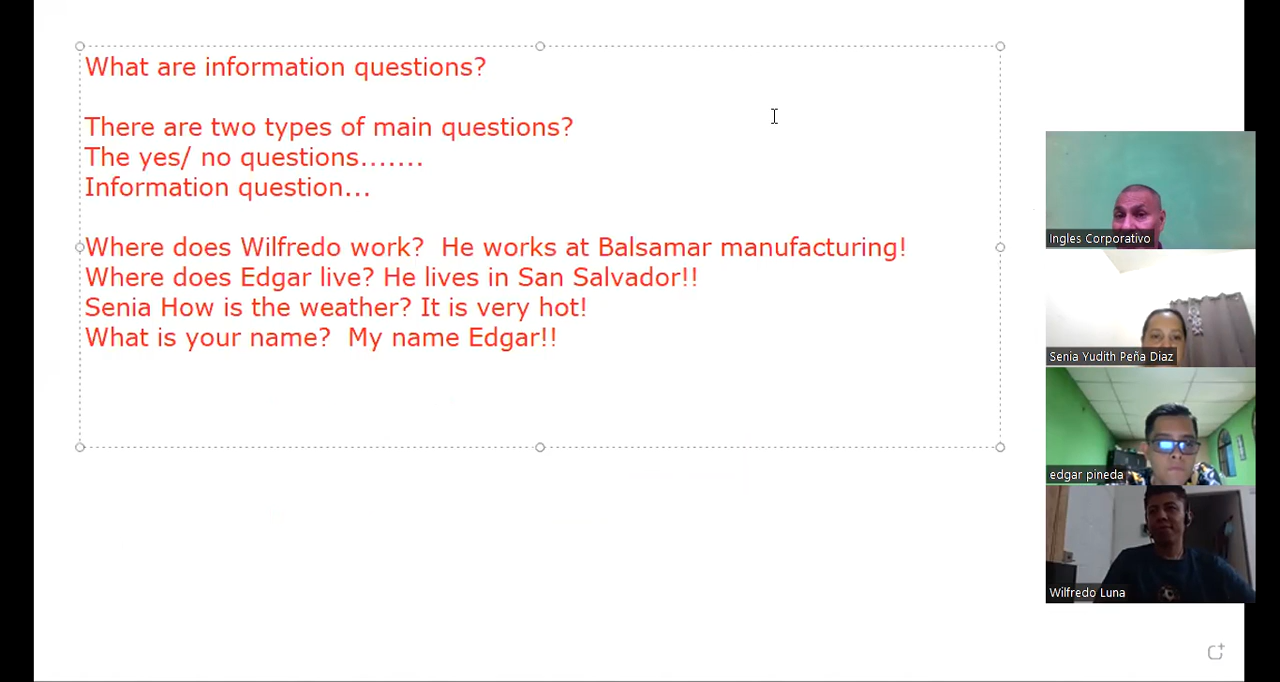 What are information questions?
There are two types of main questions?
The yes/ no questions.......
Information question...
Where does Wilfredo work?  He works at Balsamar manufacturing!
Where does Edgar live? He lives in San Salvador!!
Senia How is the weather? It is very hot!
What is your name?  My name Edgar!!
Ingles Corporativo
Senia Yudith Peña Diaz
edgar pineda
Wilfredo Luna